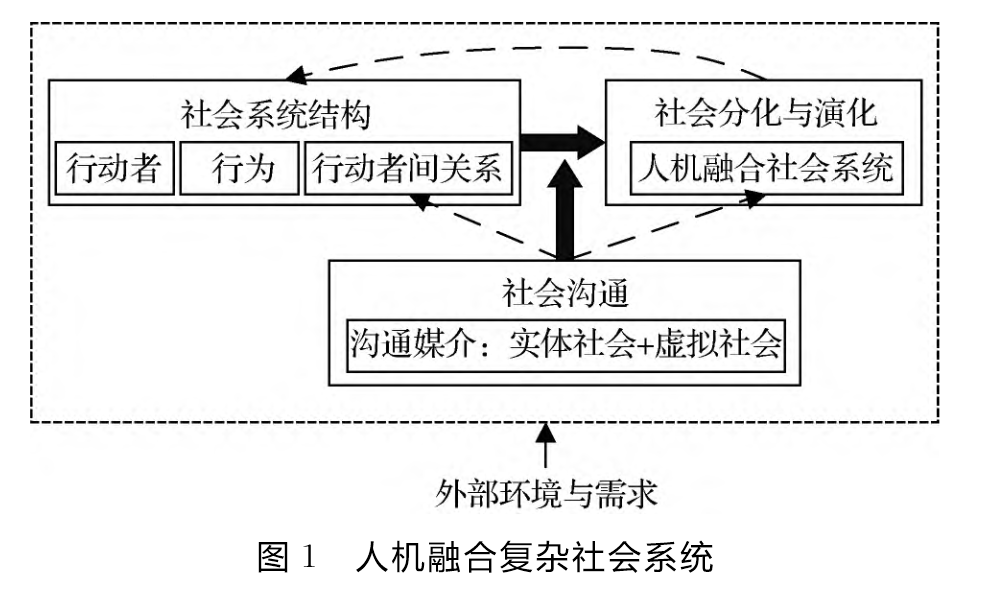 社会系统结构
行动者 行为 行动者间关系
社会分化与演化
人机融合社会系统
社会沟通
沟通媒介：实体社会+虚拟社会
外部环境与需求
图 1 人机融合复杂社会系统